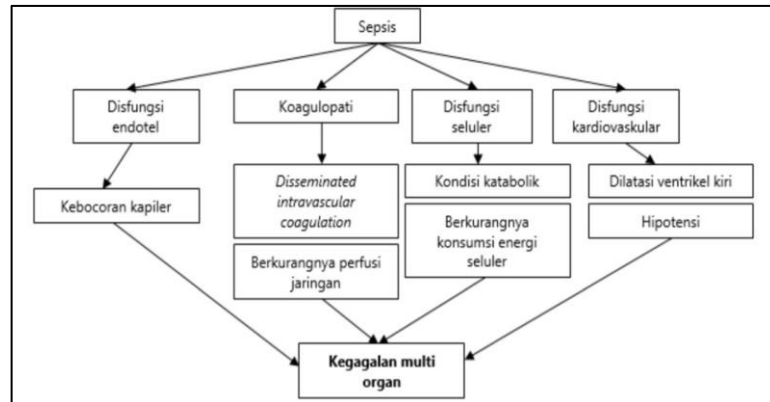 Sepsis
Disfungsi
endotel
Koagulopati
Disfungsi
seluler
Disfungsi
kardiovaskular
Kebocoran kapiler
Disseminated
intravascular
coagulation
Kondisi katabolik
Dilatasi ventrikel kiri
Berkurangnya perfusi
jaringan
Berkurangnya
konsumsi energi
seluler
Hipotensi
Kegagalan multi
organ